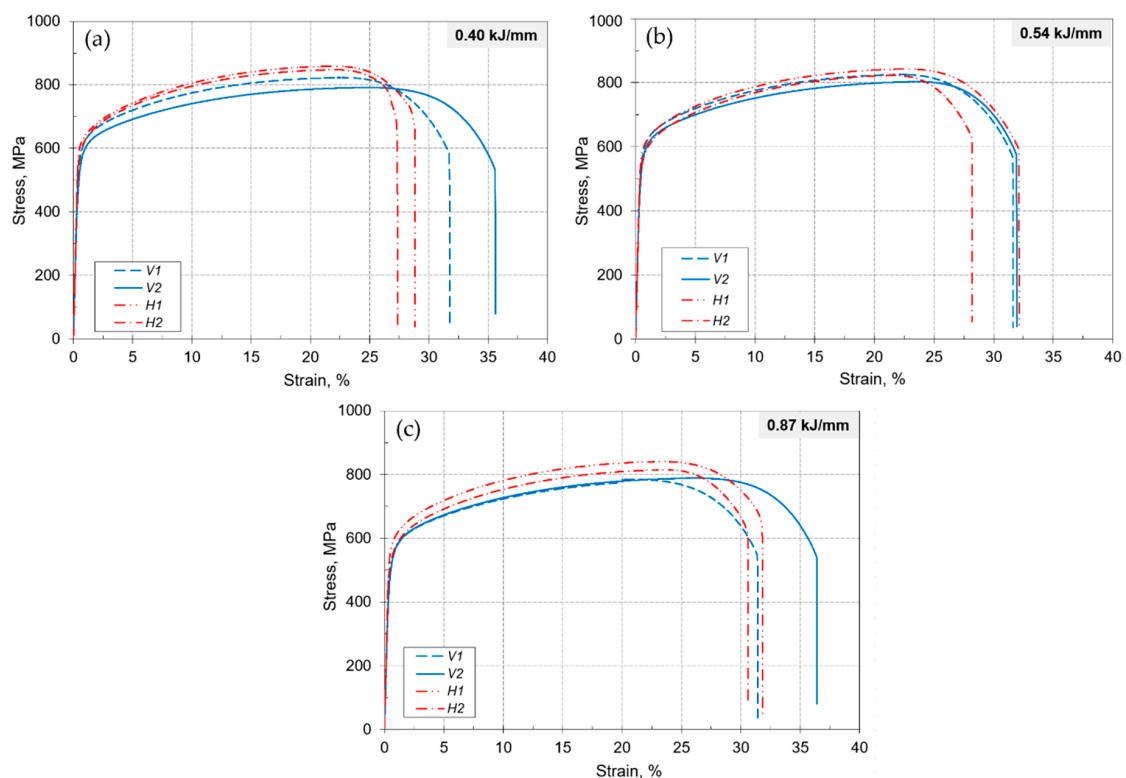 (a)
0.40 kJ/mm
1000
800
600
400
200
0
Stress, MPa
V1
V2
H1
H2
0 5 10 15 20 25 30 35 40
Strain, %
(b)
0.54 kJ/mm
1000
800
600
400
200
0
Stress, MPa
V1
V2
H1
H2
0 5 10 15 20 25 30 35 40
Strain, %
(c)
0.87 kJ/mm
1000
800
600
400
200
0
Stress, MPa
V1
V2
H1
H2
0 5 10 15 20 25 30 35 40
Strain, %